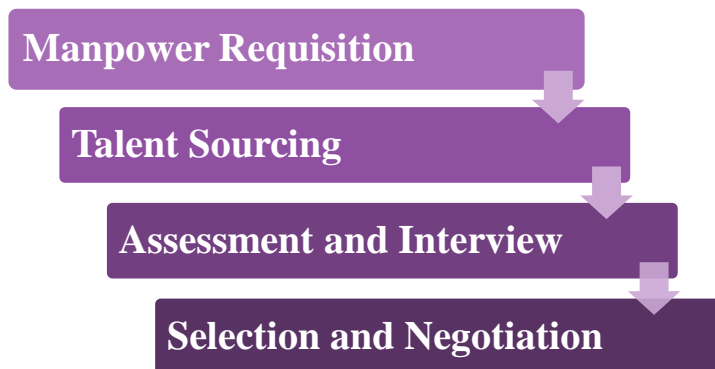 Manpower Requisition
Talent Sourcing
Assessment and Interview
Selection and Negotiation